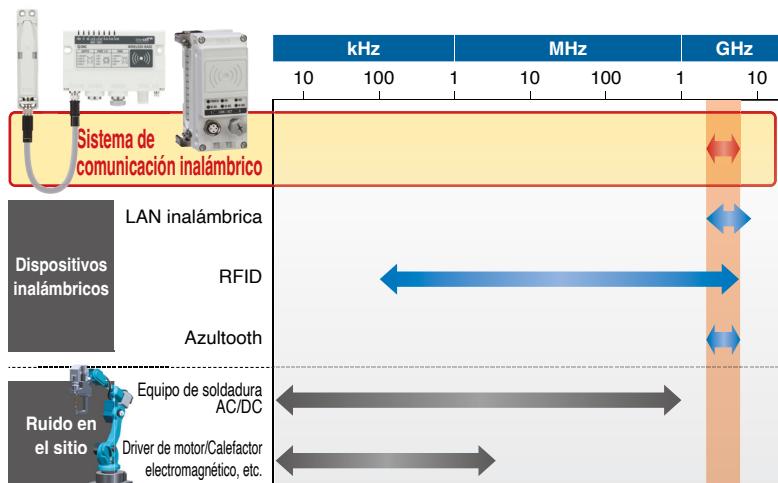 kHz MHz GHz
10 100 1 10 100 1 10
Sistema de
comunicación inalámbrico
Dispositivos
inalámbricos
LAN inalámbrica
RFID
Azultooth
Ruido en
el sitio
Equipo de soldadura
AC/DC
Driver de motor/Calefactor
electromagnético, etc.